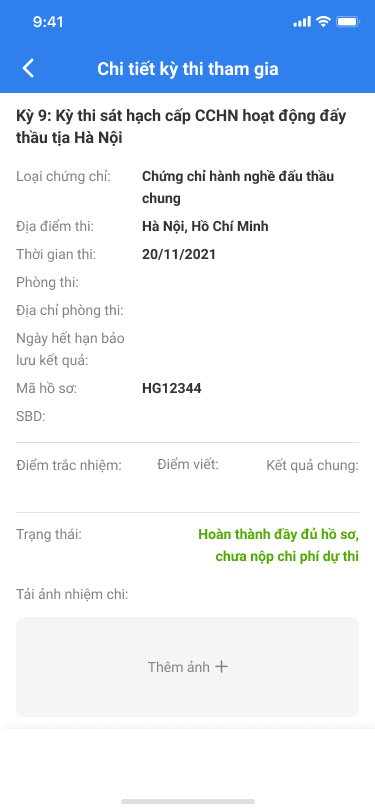 9:41
Chi tiết kỳ thi tham gia
Kỳ 9: Kỳ thi sát hạch cấp CCHN hoạt động đấy
thầu tịa Hà Nội
Loại chứng chỉ: Chứng chỉ hành nghề đấu thầu
chung
Địa điểm thi: Hà Nội, Hồ Chí Minh
Thời gian thi: 20/11/2021
Phòng thi:
Địa chỉ phòng thi:
Ngày hết hạn bảo
lưu kết quả:
Mã hồ sơ: HG12344
SBD:
Điểm trắc nhiệm: Điểm viết: Kết quả chung:
Trạng thái: Hoàn thành đầy đủ hồ sơ,
chưa nộp chi phí dự thi
Tải ảnh nhiệm chi:
Thêm ảnh +